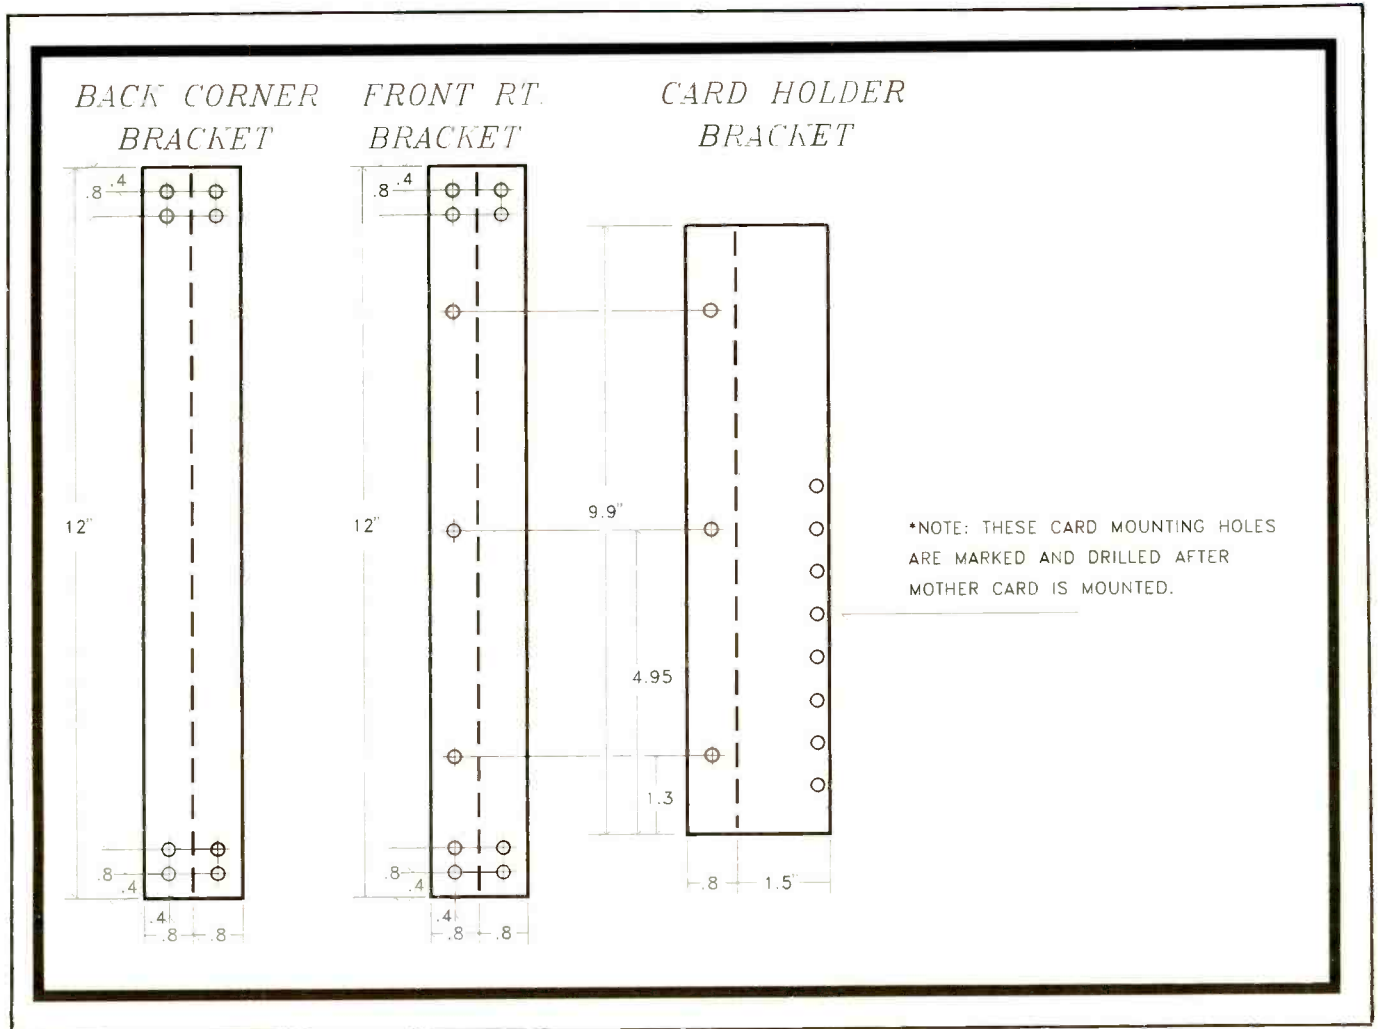 BACK CORNER
BRACKET
FRONT RT.
BRACKET
CARD HOLDER
BRACKET
.8
.4
.8
.4
12"
12"
9.9"
*NOTE: THESE CARD MOUNTING HOLES
ARE MARKED AND DRILLED AFTER
MOTHER CARD IS MOUNTED.
4.95
1.3
.8
.4
.8
.4
.8
1.5"
.4
.8
.8
.4
.8
.8